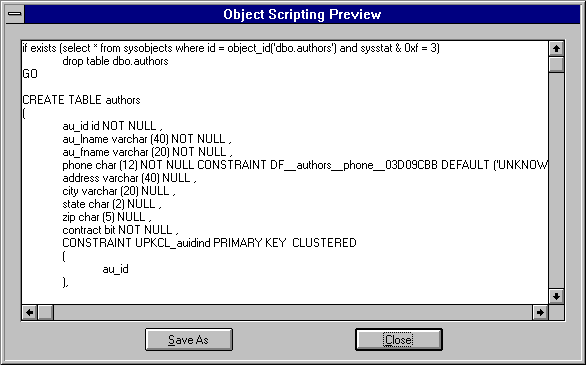 Object Scripting Preview
if exists (select * from sysobjects where id = object_id('dbo.authors') and sysstat & 0xf = 3)
drop table dbo.authors
GO
CREATE TABLE authors
(
au_id id NOT NULL ,
au_lname varchar (40) NOT NULL ,
au_fname varchar (20) NOT NULL ,
phone char (12) NOT NULL CONSTRAINT DF__authors__phone__03D09CBB DEFAULT ('UNKNOW
address varchar (40) NULL ,
city varchar (20) NULL ,
state char (2) NULL ,
zip char (5) NULL ,
contract bit NOT NULL ,
CONSTRAINT UPKCL_auidind PRIMARY KEY  CLUSTERED
(
au_id
),
Save As
Close